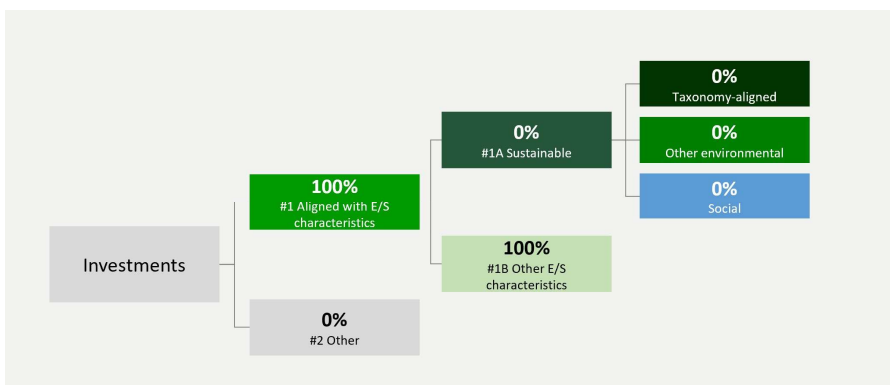 Investments
100%
#1 Aligned with E/S
characteristics
0%
#2 Other
0%
#1A Sustainable
100%
#1B Other E/S
characteristics
0%
Taxonomy-aligned
0%
Other environmental
0%
Social